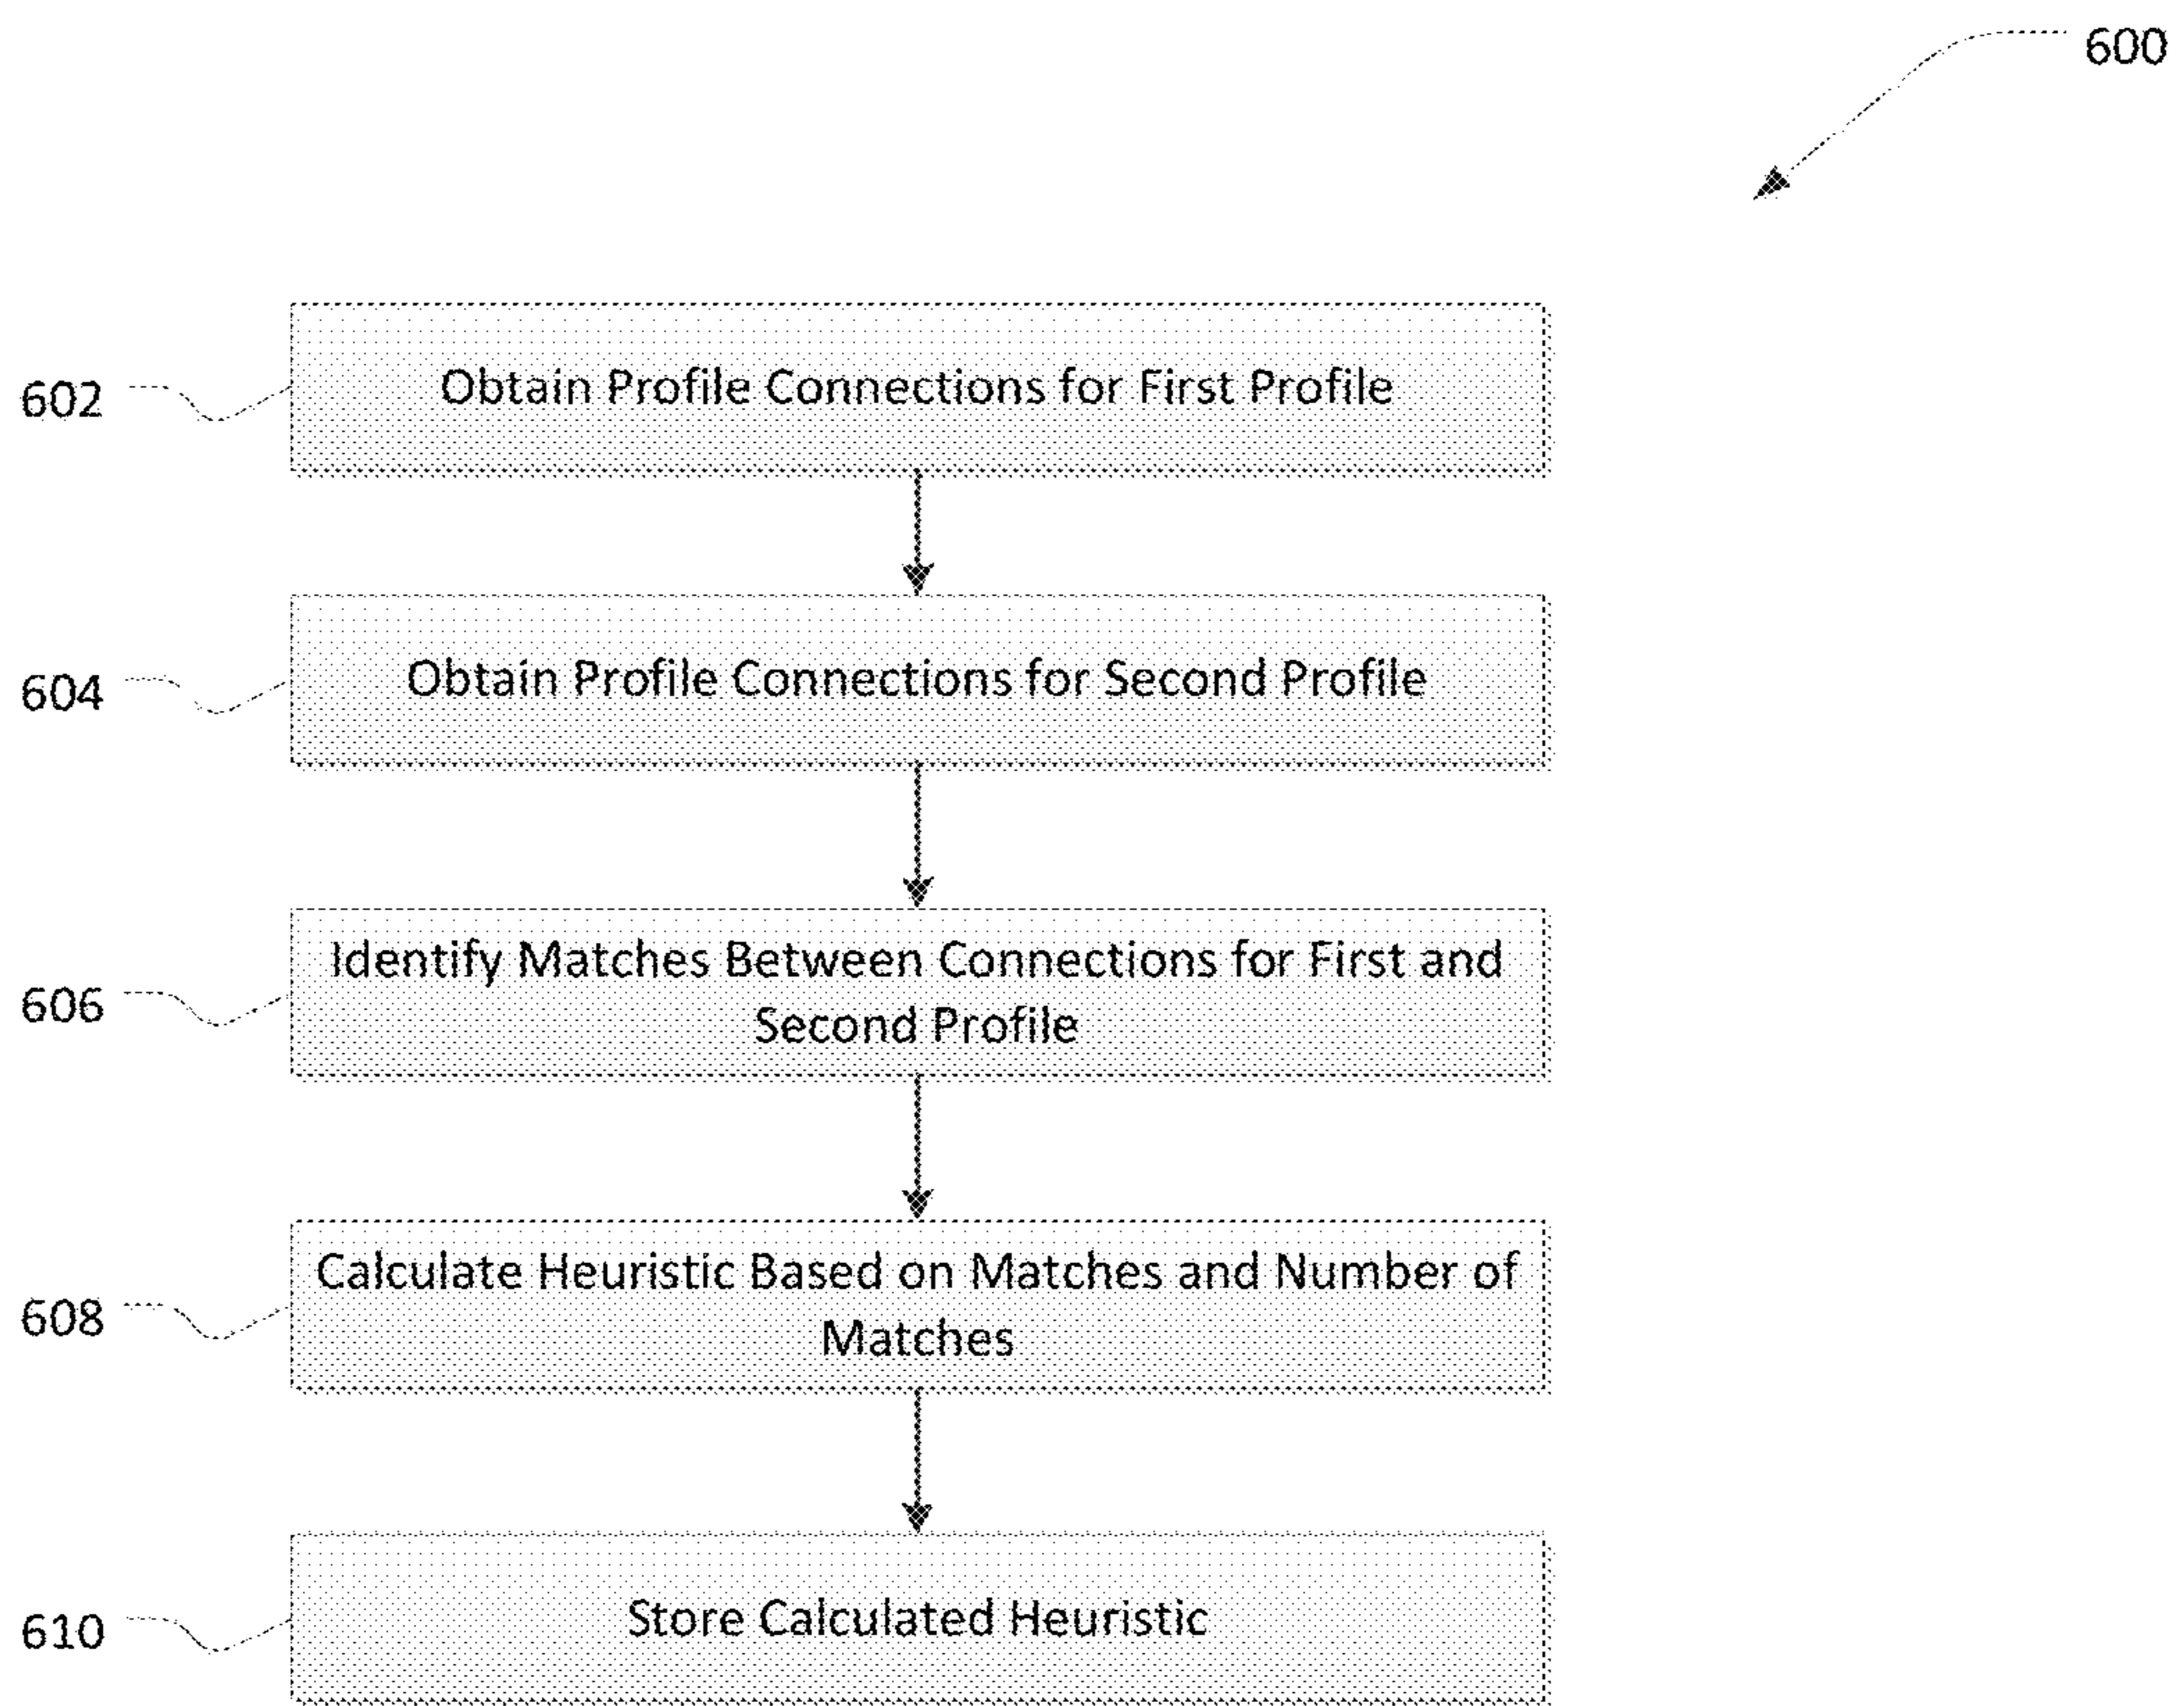 600
602
Obtain Profile Connections for First Profile
604
Obtain Profile Connections for Second Profile
606
Identify Matches Between Connections for First and
Second Profile
608
Calculate Heuristic Based on Matches and Number of
Matches
610
Store Calculated Heuristic